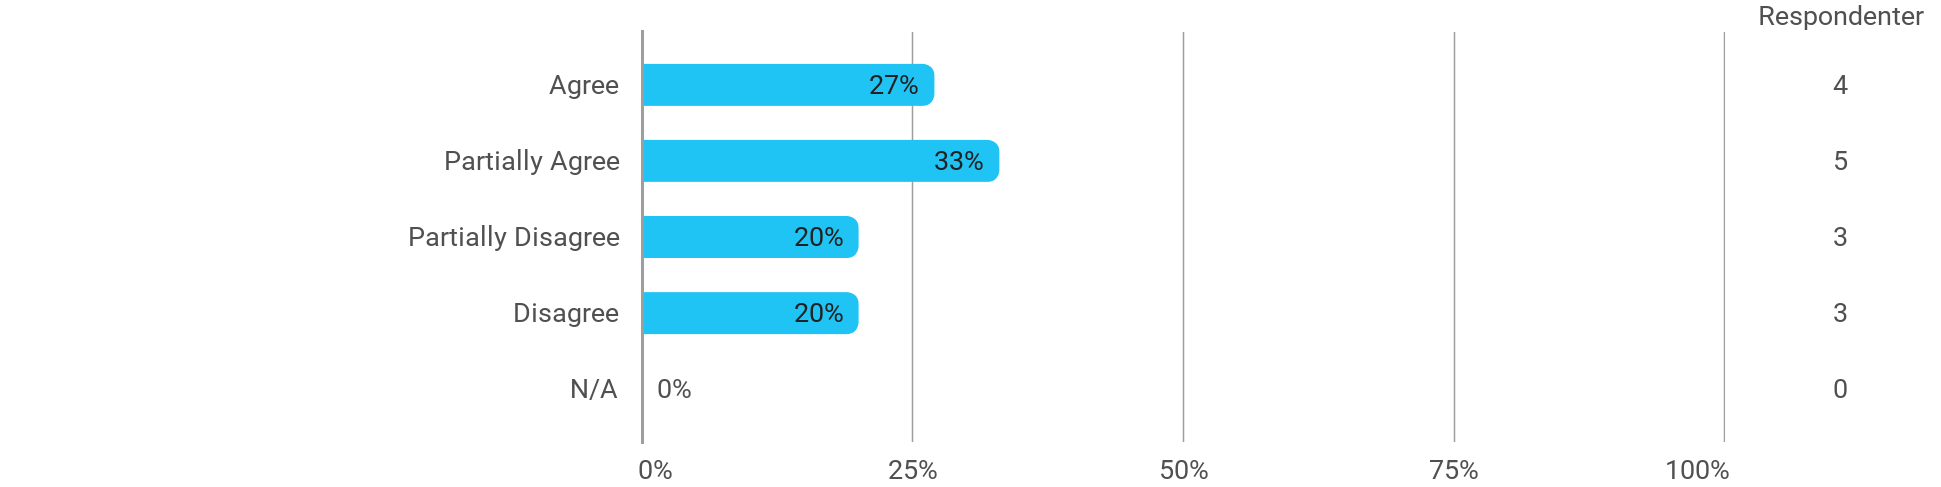 Respondenter
Agree 27% 4
Partially Agree 33% 5
Partially Disagree 20% 3
Disagree 20% 3
N/A 0% 0
0% 25% 50% 75% 100%